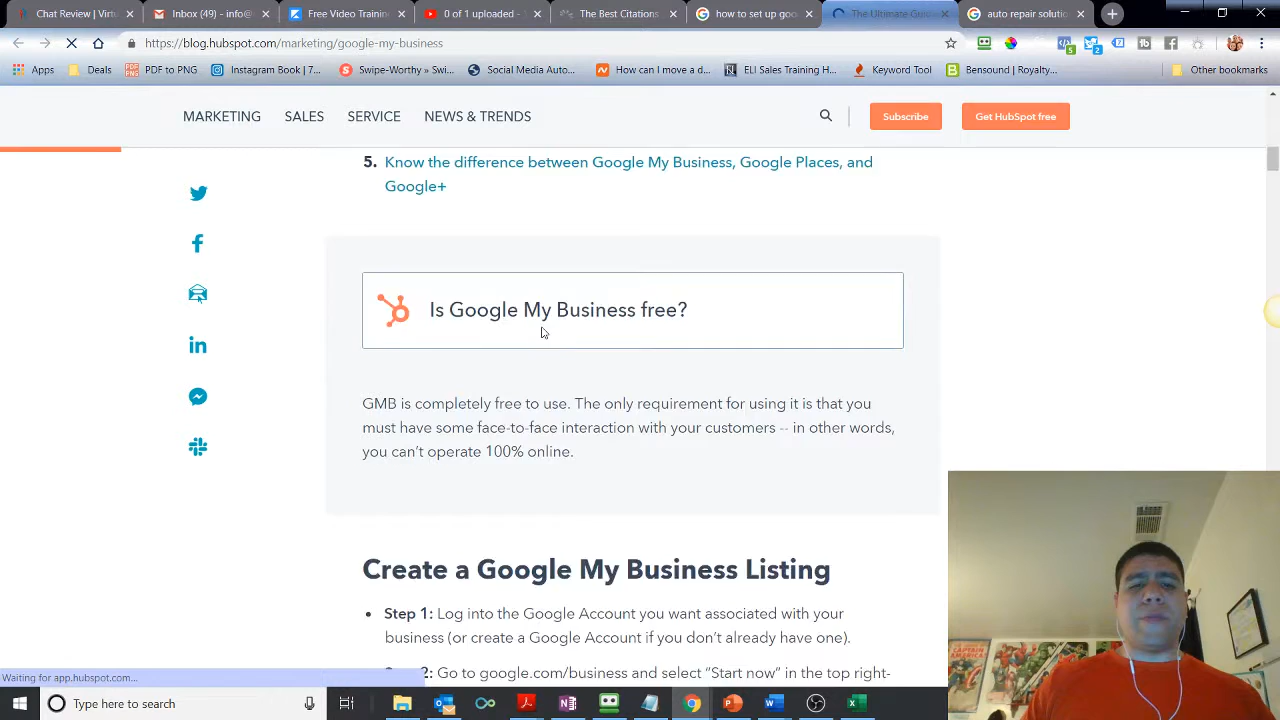 Project Review | Virtu
Inbox (49) - info@
Free Video Training
0 of 1 uploaded -
The Best Citations
how to set up goo
The Ultimate Gui
auto repair solutio
https://blog.hubspot.com/marketing/google-my-business
Apps
Deals
PDF to PNG
Instagram Book | 7...
Swipe-Worthy » Swi...
Social Media Auto...
How can I move a d...
ELI Sales Training H...
Keyword Tool
Bensound | Royalty...
Other bookmarks
MARKETING SALES SERVICE NEWS & TRENDS
Subscribe
Get HubSpot free
5. Know the difference between Google My Business, Google Places, and
Google+
Is Google My Business free?
GMB is completely free to use. The only requirement for using it is that you
must have some face-to-face interaction with your customers -- in other words,
you can't operate 100% online.
Create a Google My Business Listing
• Step 1: Log into the Google Account you want associated with your
business (or create a Google Account if you don't already have one).
2: Go to google.com/business and select "Start now" in the top right-
Waiting for app.hubspot.com...
Type here to search
CAPTAIN
AMERICA